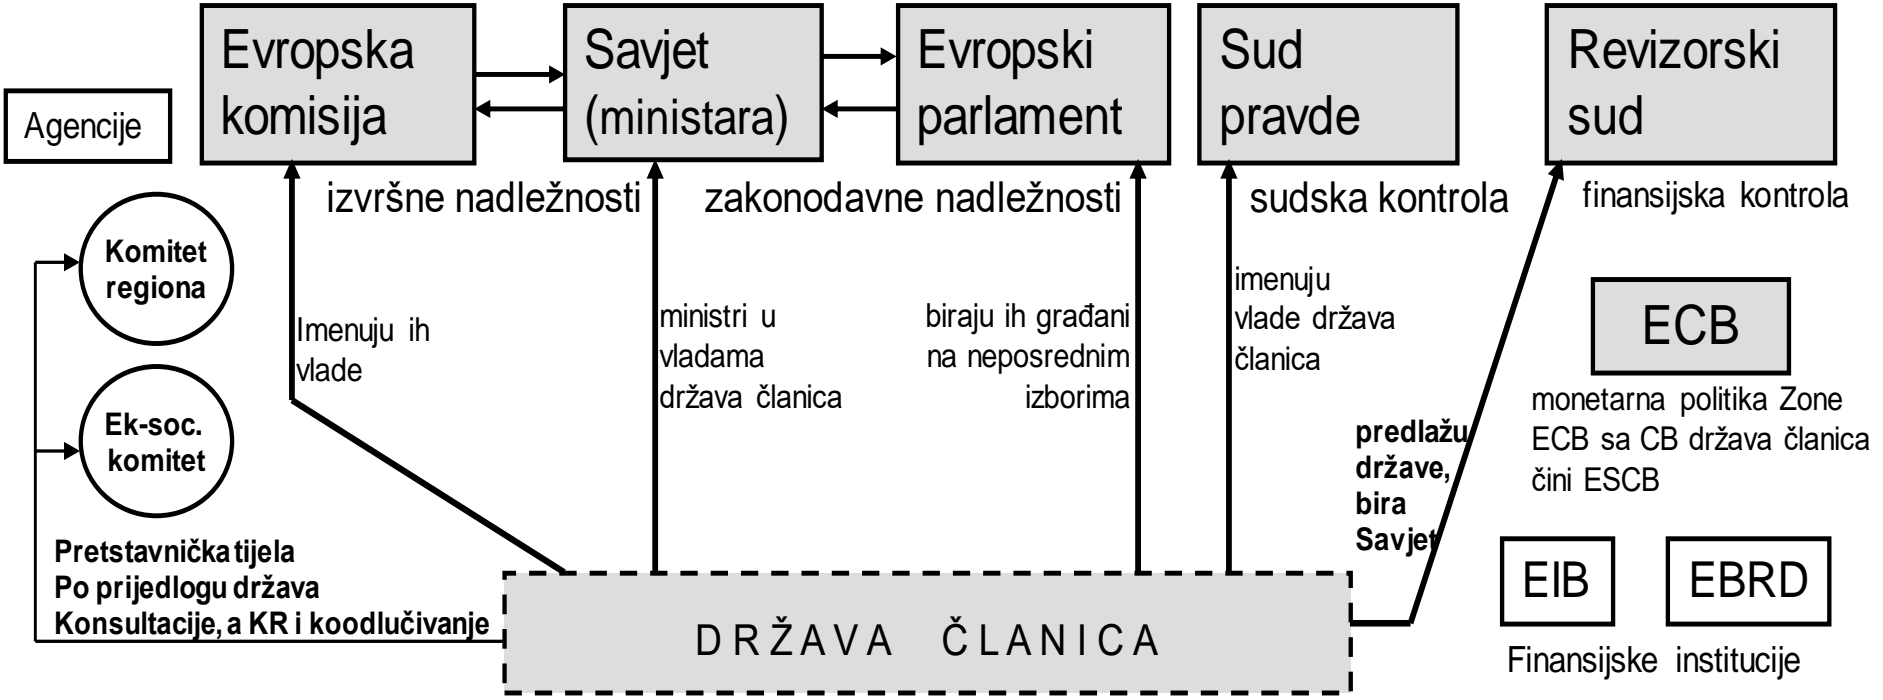 Agencije
Evropska
komisija
Savjet
(ministara)
Evropski
parlament
Sud
pravde
Revizorski
sud
izvršne nadležnosti
zakonodavne nadležnosti
sudska kontrola
finansijska kontrola
Komitet
regiona
Ek-soc.
komitet
Pretstavnička tijela
Po prijedlogu država
Konsultacije, a KR i koodlučivanje
Imenuju ih
vlade
ministri u
vladama
država članica
biraju ih građani
na neposrednim
izborima
imenuju
vlade država
članica
predlažu
države,
bira
Savjet
ECB
monetarna politika Zone
ECB sa CB država članica
čini ESCB
EIB
EBRD
Finansijske institucije
DRŽAVA ČLANICA